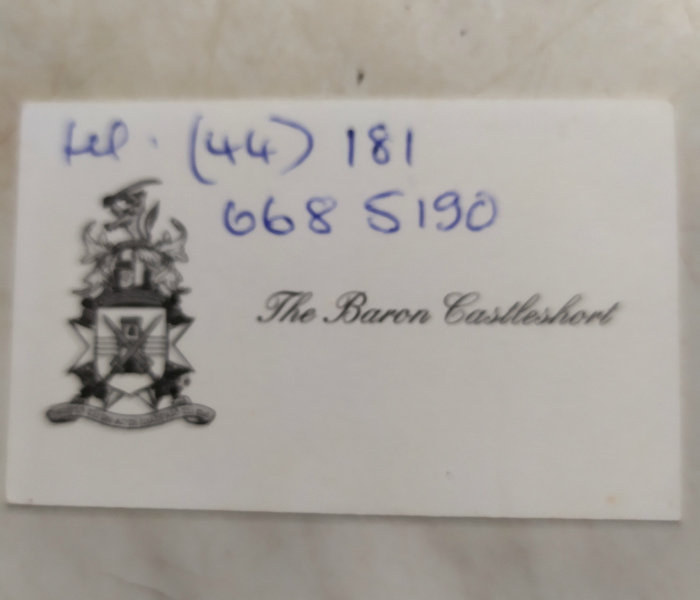 tel. (44) 181
668 5190
The Baron Castleshort